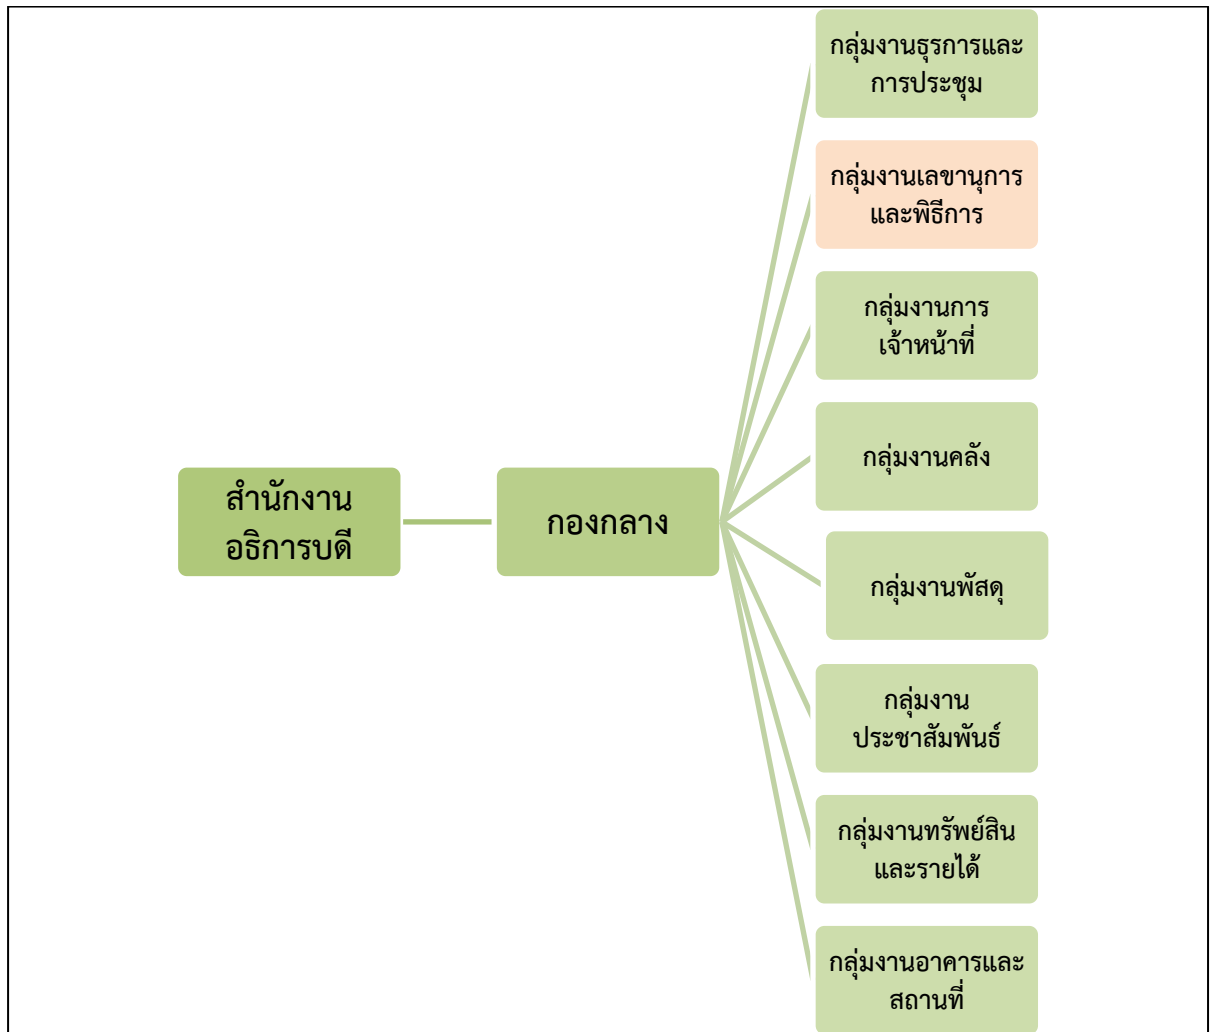 สำนักงาน
อธิการบดี
กองกลาง
กลุ่มงานธุรการและ
การประชุม
กลุ่มงานเลขานุการ
และพิธีการ
กลุ่มงานการ
เจ้าหน้าที่
กลุ่มงานคลัง
กลุ่มงานพัสดุ
กลุ่มงาน
ประชาสัมพันธ์
กลุ่มงานทรัพย์สิน
และรายได้
กลุ่มงานอาคารและ
สถานที่